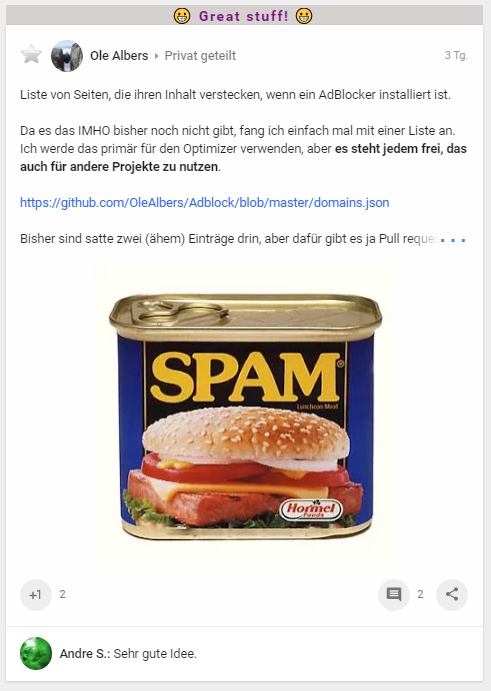 😀 Great stuff! 😀
Ole Albers ▸ Privat geteilt
3 Tg.
Liste von Seiten, die ihren Inhalt verstecken, wenn ein AdBlocker installiert ist.
Da es das IMHO bisher noch nicht gibt, fang ich einfach mal mit einer Liste an.
Ich werde das primär für den Optimizer verwenden, aber es steht jedem frei, das
auch für andere Projekte zu nutzen.
https://github.com/OleAlbers/Adblock/blob/master/domains.json
Bisher sind satte zwei (ähem) Einträge drin, aber dafür gibt es ja Pull reque...
SPAM®
Luncheon Meat
Hormel
Foods
+1 2
2
Andre S.: Sehr gute Idee.